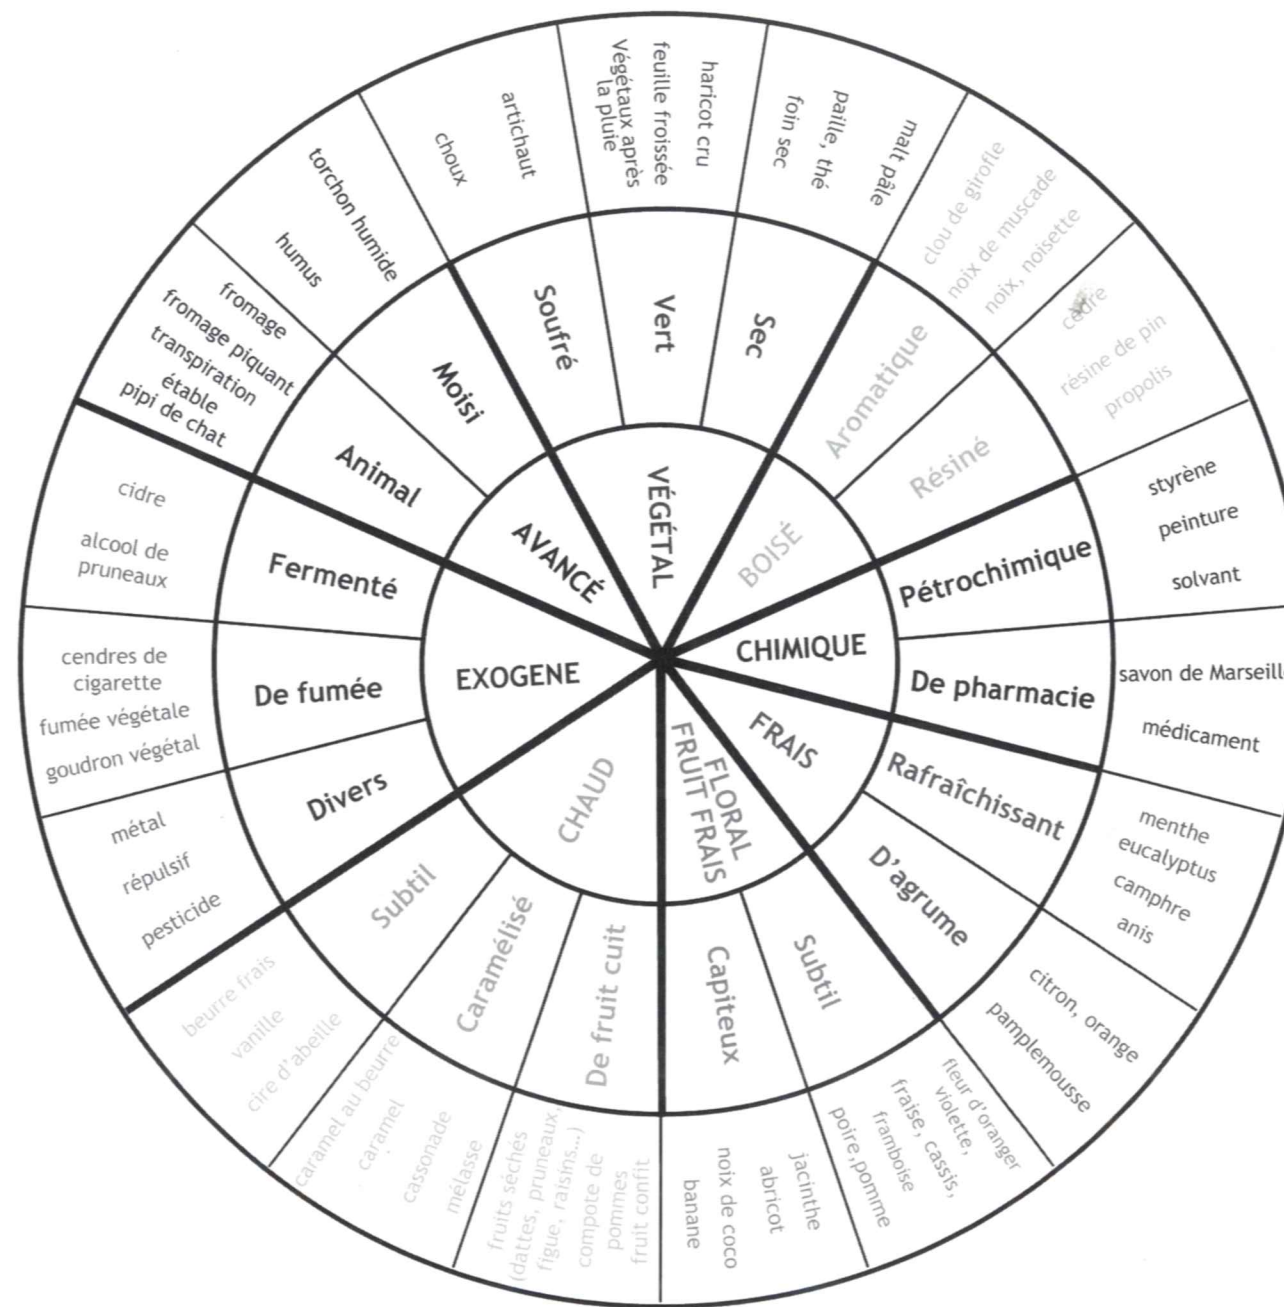 VÉGÉTAL
Soufré
artichaut
choux
Vert
haricot cru
feuille froissée
Végétaux après
la pluie
Sec
malt pâle
paille, thé
foin sec
BOISÉ
Aromatique
clou de girofle
noix de muscade
noix, noisette
Résiné
cèdre
résine de pin
propolis
CHIMIQUE
Pétrochimique
styrène
peinture
solvant
De pharmacie
savon de Marseille
médicament
FRAIS
Rafraîchissant
menthe
eucalyptus
camphre
anis
D'agrume
citron, orange
pamplemousse
FLORAL
FRUIT FRAIS
Subtil
fleur d'oranger
violette,
fraise, cassis,
framboise
poire,pomme
Capiteux
jacinthe
abricot
noix de coco
banane
CHAUD
De fruit cuit
fruits séchés
(dattes, pruneaux,
figue, raisins...)
compote de
pommes
fruit confit
Caramélisé
caramel au beurre
caramel
cassonade
mélasse
Subtil
beurre frais
vanille
cire d'abeille
EXOGENE
Divers
métal
répulsif
pesticide
De fumée
cendres de
cigarette
fumée végétale
goudron végétal
Fermenté
cidre
alcool de
pruneaux
AVANCÉ
Animal
fromage
fromage piquant
transpiration
étable
pipi de chat
Moisi
torchon humide
humus